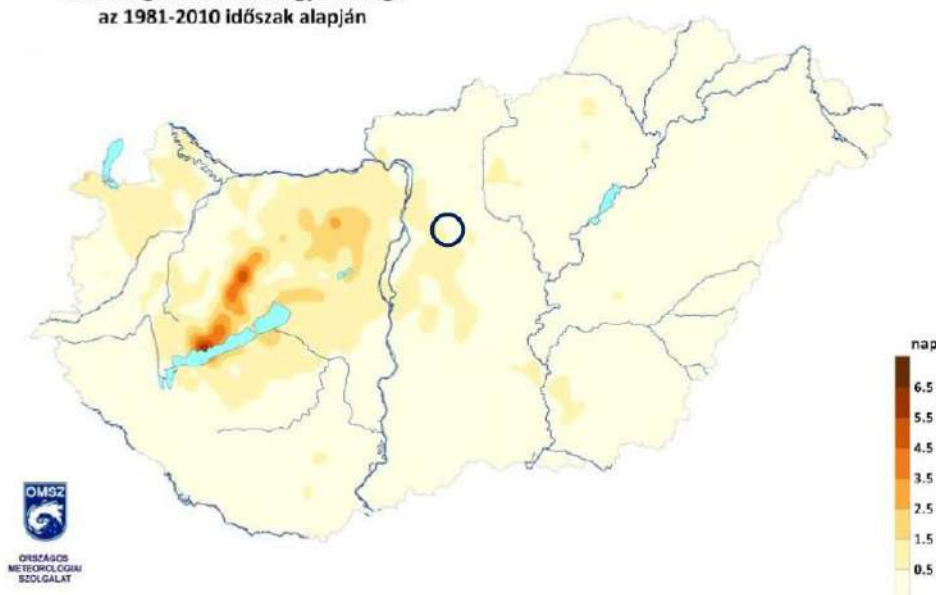 az 1981-2010 időszak alapján
nap
6.5
5.5
4.5
3.5
2.5
1.5
0.5
OMSZ
ORSZÁGOS
METEOROLÓGIAI
SZOLGÁLAT